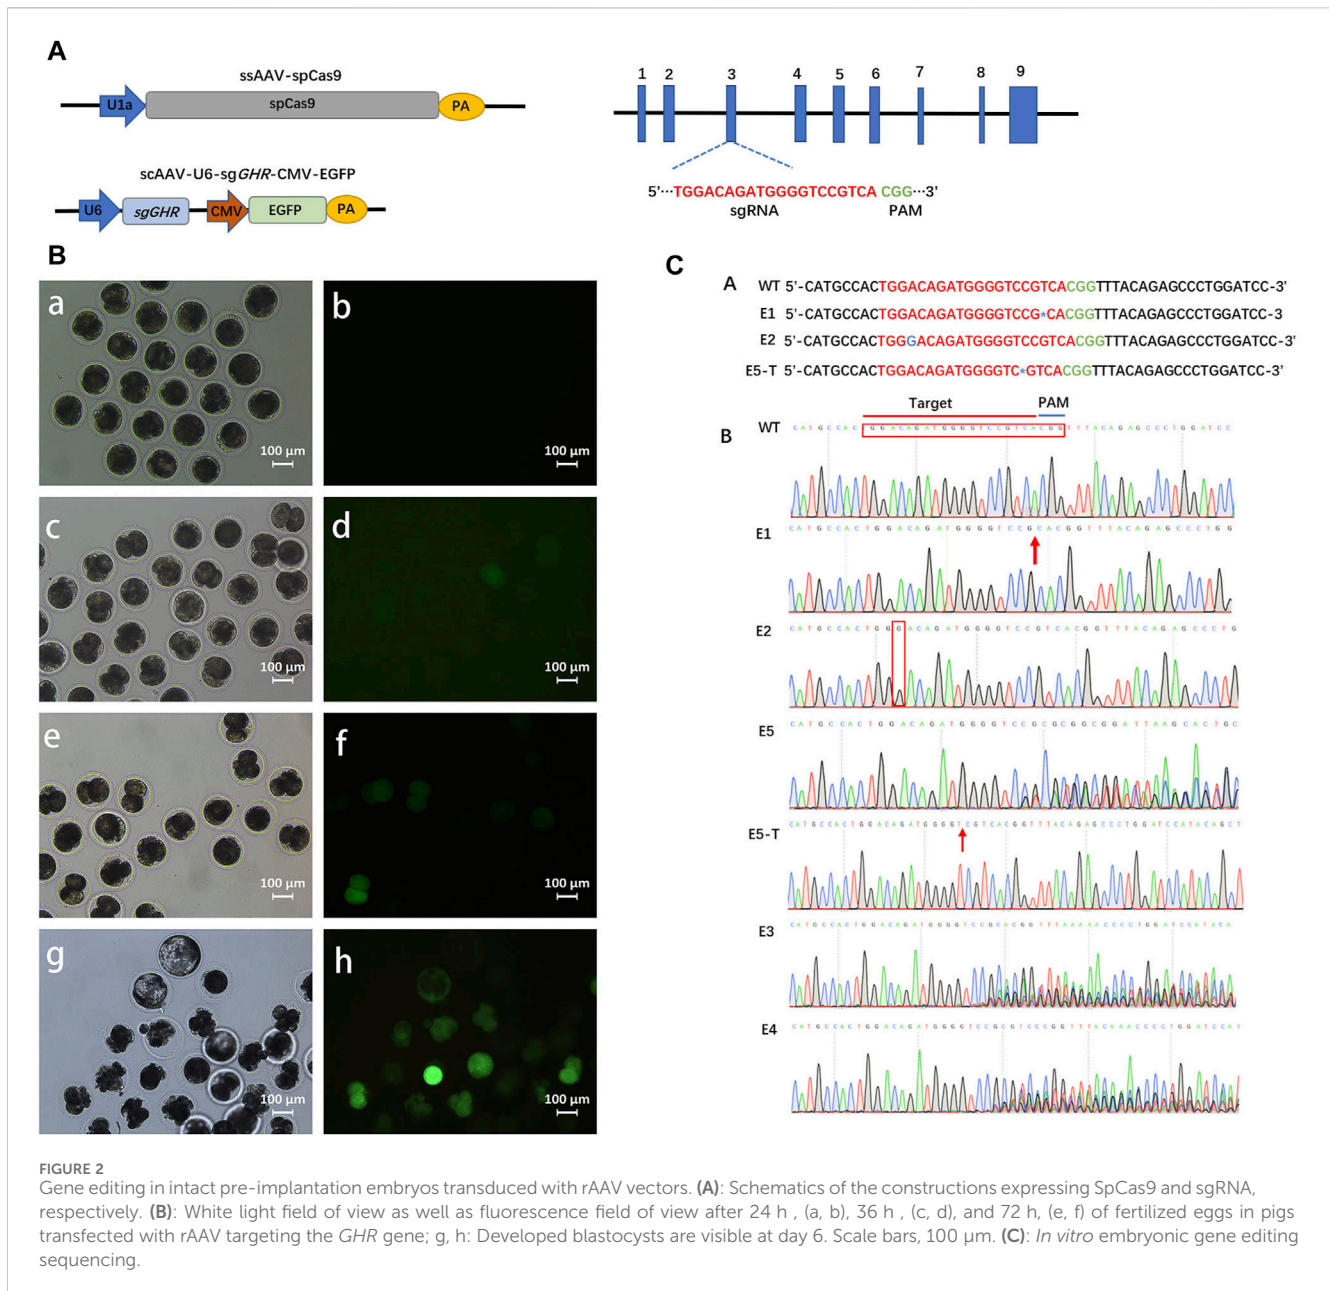 A
ssAAV-spCas9
U1a
spCas9
PA
scAAV-U6-sgGHR-CMV-EGFP
U6
sgGHR
CMV
EGFP
PA
1 2 3 4 5 6 7 8 9
5'···TGGACAGATGGGGTCCGTCA CGG···3'
sgRNA PAM
B
a
100 μm
b
100 μm
c
100 μm
d
100 μm
e
100 μm
f
100 μm
g
100 μm
h
100 μm
C
A
WT 5'-CATGCCACTGGACAGATGGGGTCCGTCACGGTTTACAGAGCCCTGGATCC-3'
E1 5'-CATGCCACTGGACAGATGGGGTCCG*CACGGTTTACAGAGCCCTGGATCC-3
E2 5'-CATGCCACTGGGACAGATGGGGTCCGTCACGGTTTACAGAGCCCTGGATCC-3'
E5-T 5'-CATGCCACTGGACAGATGGGGTC*GTCACGGTTTACAGAGCCCTGGATCC-3'
Target PAM
B
WT CATGCCACTGGACAGATGGGGTCCGTCACGGTTTACAGAGCCCTGGATCC
E1 CATGCCACTGGACAGATGGGGTCCGCACGGTTTACAGAGCCCTGG
E2 CATGCCACTGGGACAGATGGGGTCCGTCACGGTTTACAGAGCCCTG
E5 CATGCCACTGGACAGATGGGGTCCGCGCGGCGGATTAAGCACTGC
E5-T CATGCCACTGGACAGATGGGGTCGTCACGGTTTACAGAGCCCTGGATCCATACAGCT
E3 CATGCCACTGGACAGATGGGGTCCGCACGGTTTAAAAACCCCTGGATCCATACA
E4 CATGCCACTGGACAGATGGGGTCCGCGTCCCGGTTTACAAACCCCTGGATCCAT
FIGURE 2
Gene editing in intact pre-implantation embryos transduced with rAAV vectors. (A): Schematics of the constructions expressing SpCas9 and sgRNA,
respectively. (B): White light field of view as well as fluorescence field of view after 24 h , (a, b), 36 h , (c, d), and 72 h, (e, f) of fertilized eggs in pigs
transfected with rAAV targeting the GHR gene; g, h: Developed blastocysts are visible at day 6. Scale bars, 100 μm. (C): In vitro embryonic gene editing
sequencing.